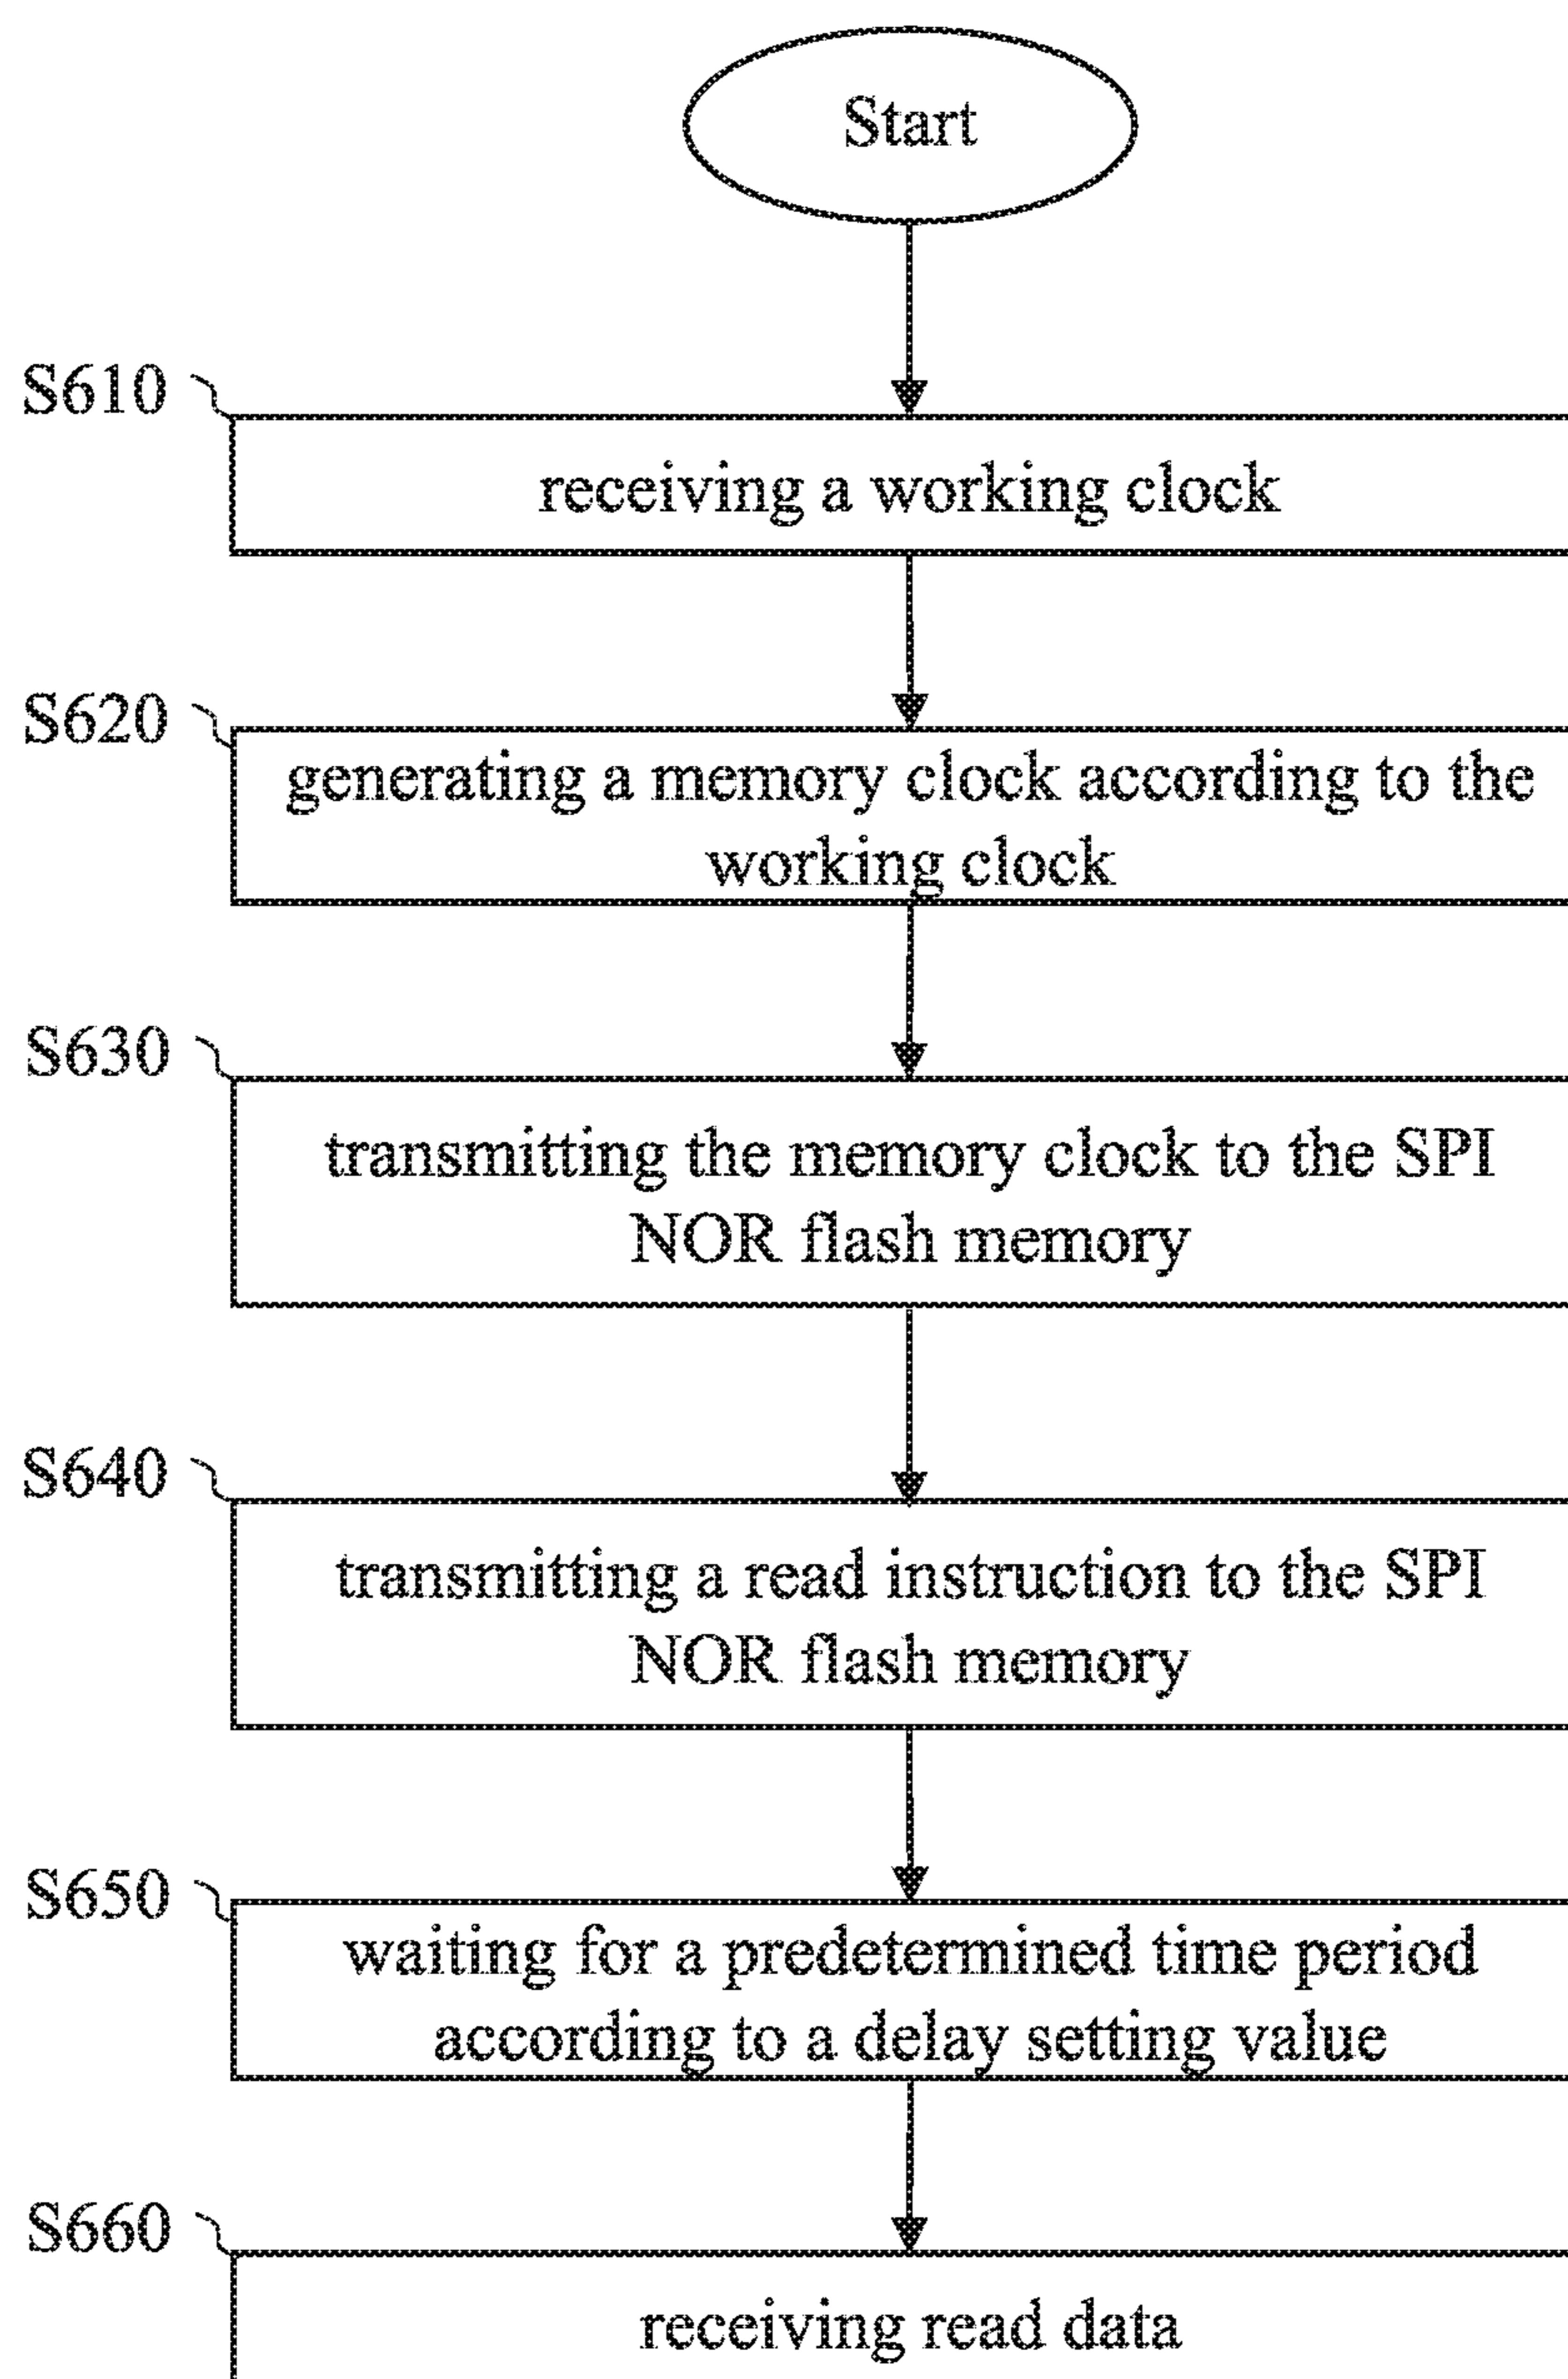 Start
S610
receiving a working clock
S620
generating a memory clock according to the
working clock
S630
transmitting the memory clock to the SPI
NOR flash memory
S640
transmitting a read instruction to the SPI
NOR flash memory
S650
waiting for a predetermined time period
according to a delay setting value
S660
receiving read data